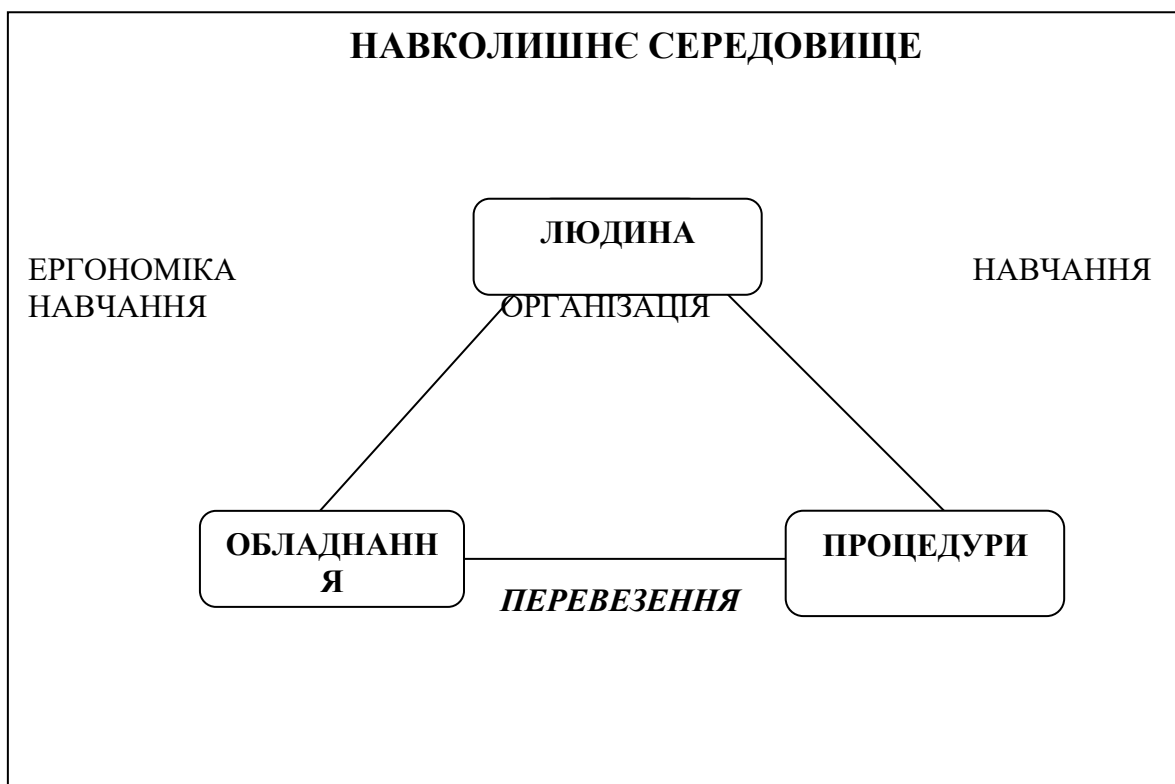 НАВКОЛИШНЄ СЕРЕДОВИЩЕ
ЛЮДИНА
ЕРГОНОМІКА
НАВЧАННЯ
НАВЧАННЯ
ОРГАНІЗАЦІЯ
ОБЛАДНАНН
Я
ПРОЦЕДУРИ
ПЕРЕВЕЗЕННЯ